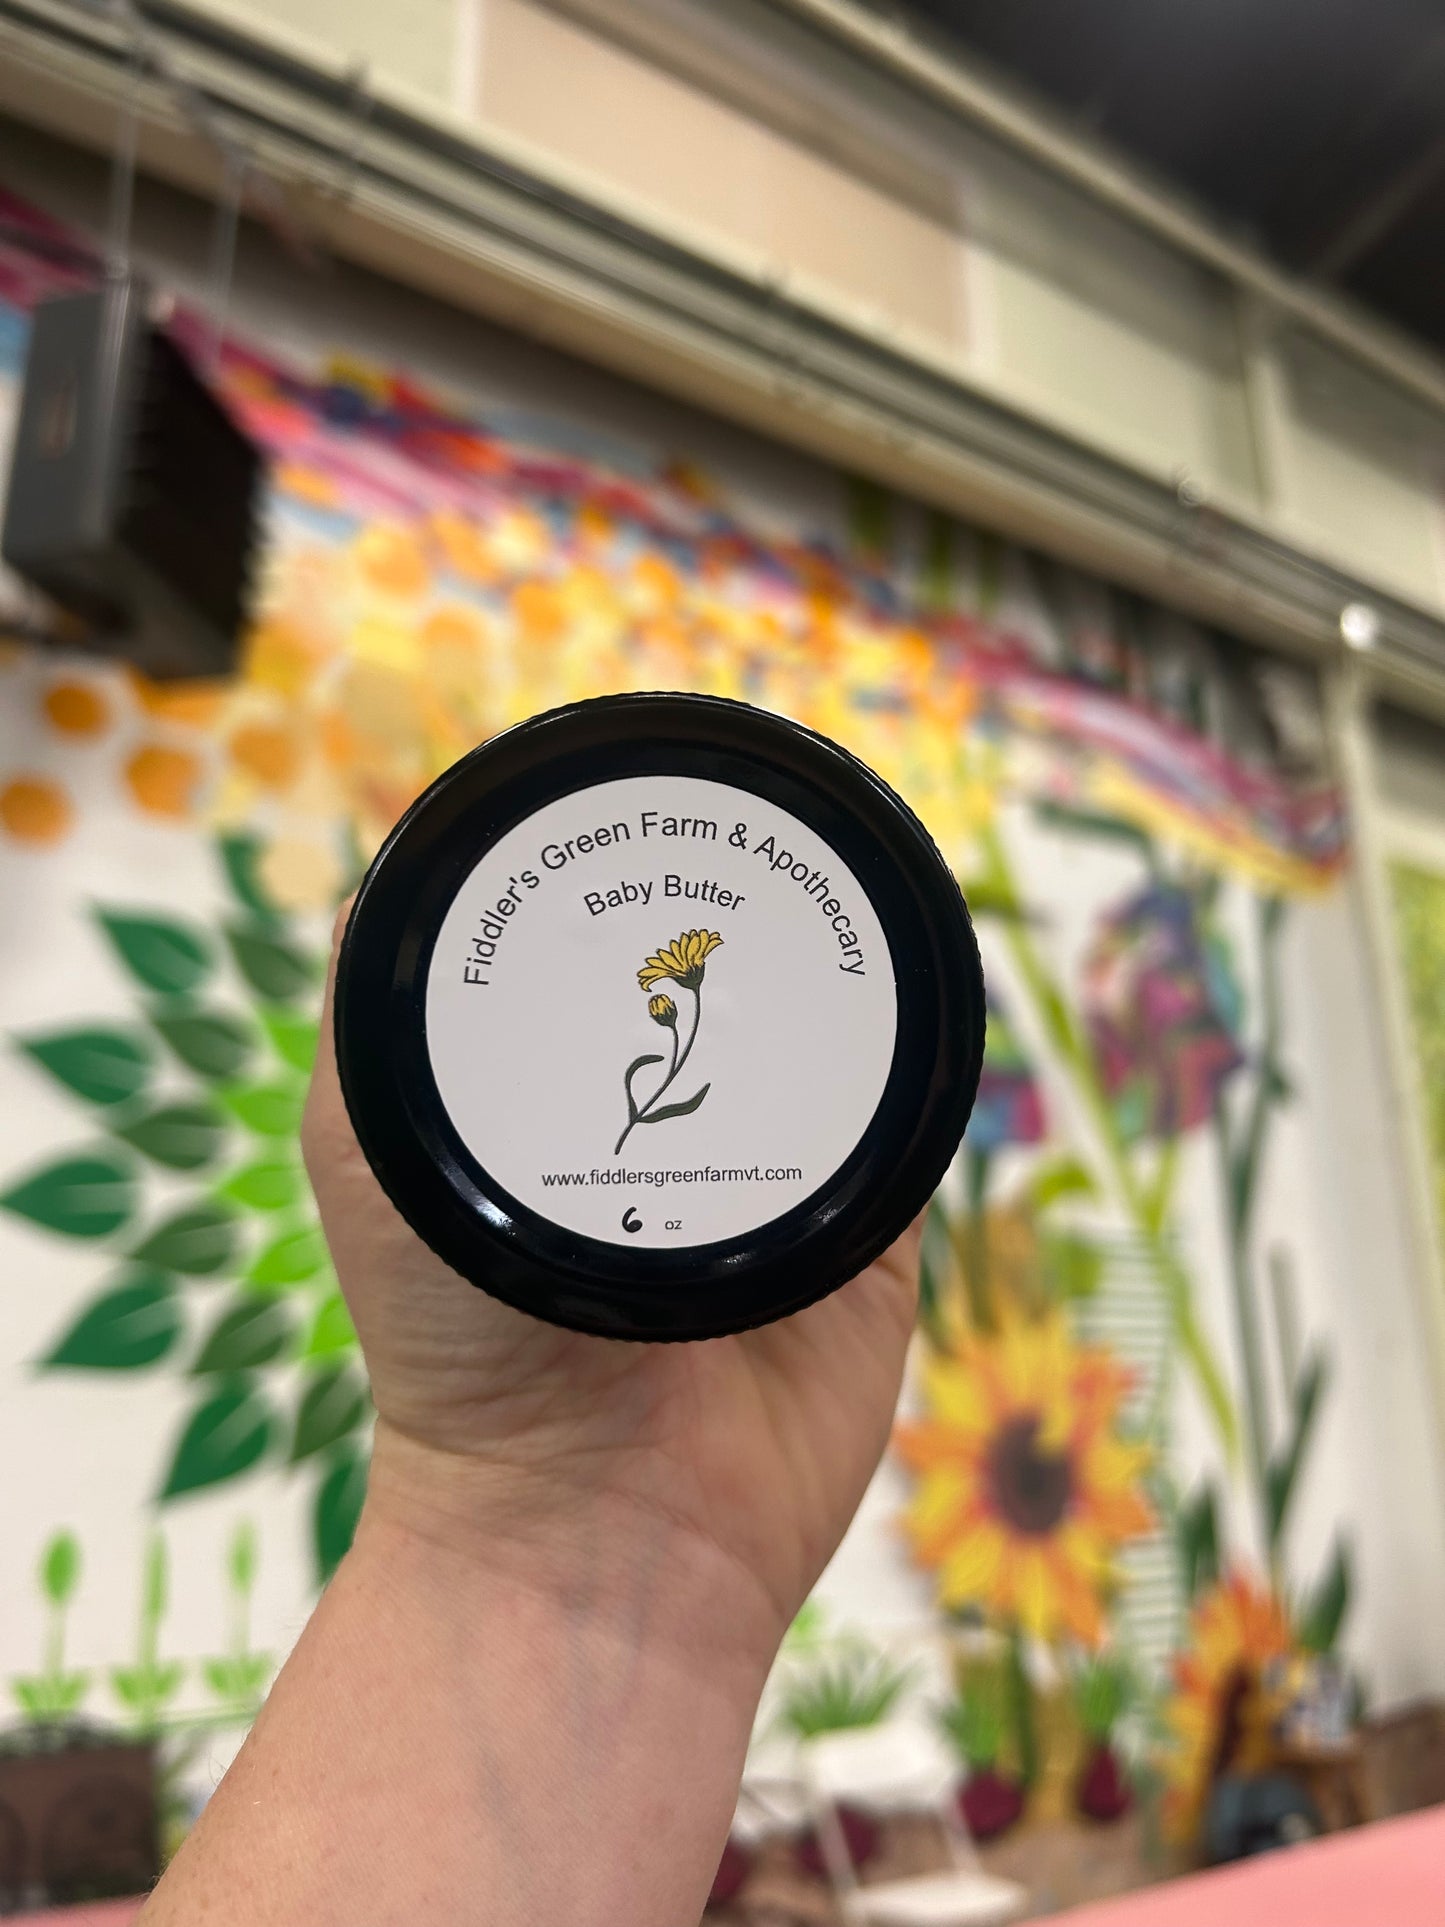 Fiddler's Green Farm & Apothecary
Baby Butter
www.fiddlersgreenfarmvt.com
6 oz